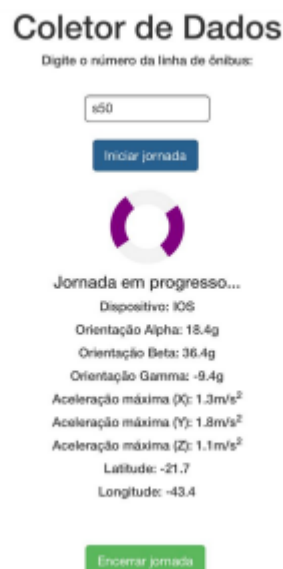 Coletor de Dados
Digite o número da linha de ônibus:
s50
Iniciar jornada
Jornada em progresso...
Dispositivo: IOS
Orientação Alpha: 18.4g
Orientação Beta: 36.4g
Orientação Gamma: -9.4g
Aceleração máxima (X): 1.3m/s²
Aceleração máxima (Y): 1.8m/s²
Aceleração máxima (Z): 1.1m/s²
Latitude: -21.7
Longitude: -43.4
Encerrar jornada